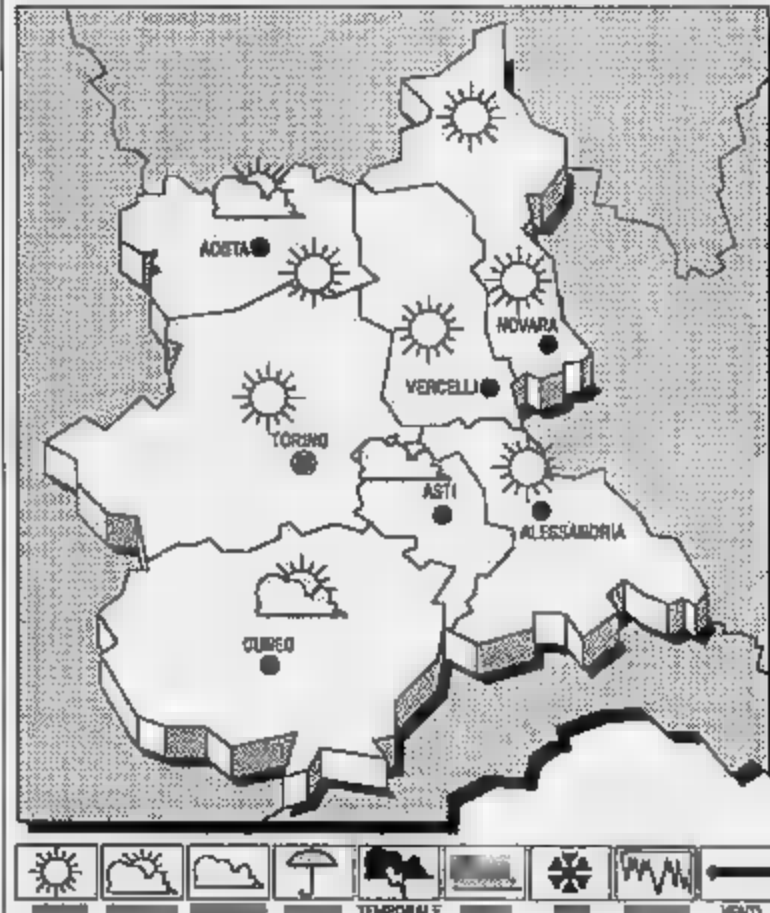 AOSTA
NOVARA
VERCELLI
TORINO
ASTI
ALESSANDRIA
CUNEO
TEMPORALE
VENTO